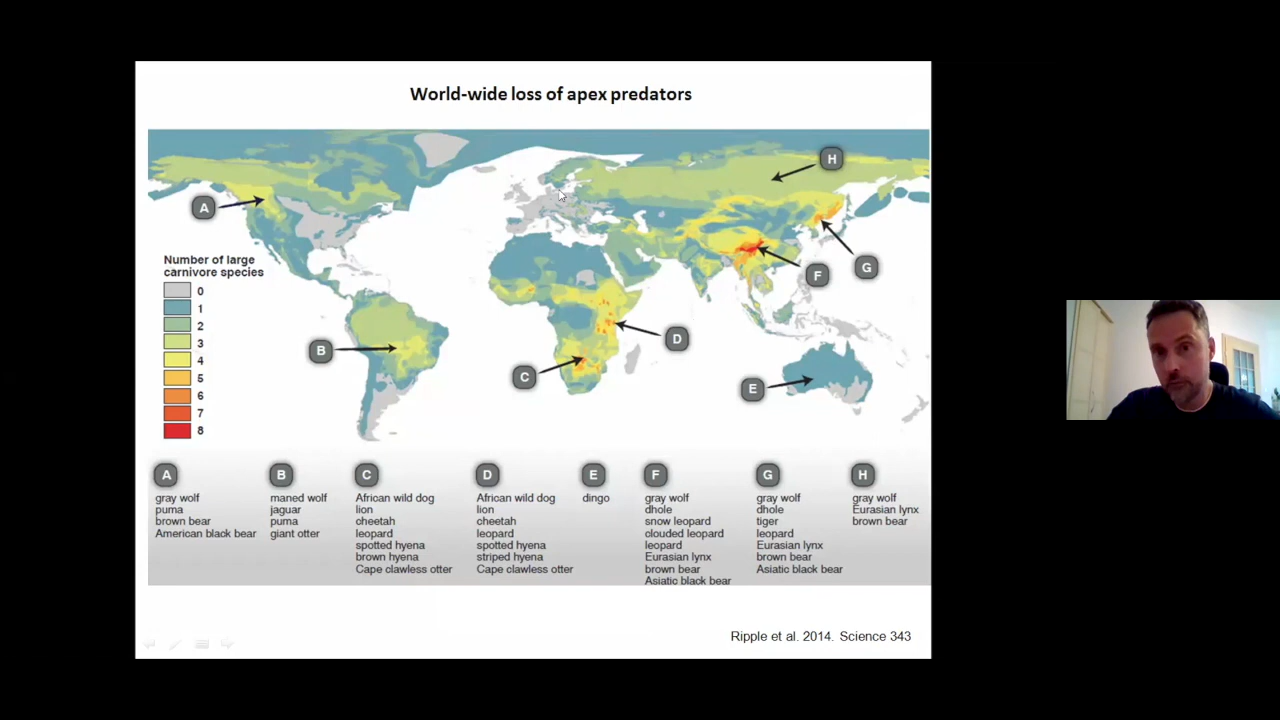 World-wide loss of apex predators
H
A
G
F
D
B
C
E
Number of large
carnivore species
0
1
2
3
4
5
6
7
8
A
gray wolf
puma
brown bear
American black bear
B
maned wolf
jaguar
puma
giant otter
C
African wild dog
lion
cheetah
leopard
spotted hyena
brown hyena
Cape clawless otter
D
African wild dog
lion
cheetah
leopard
spotted hyena
striped hyena
Cape clawless otter
E
dingo
F
gray wolf
dhole
snow leopard
clouded leopard
leopard
Eurasian lynx
brown bear
Asiatic black bear
G
gray wolf
dhole
tiger
leopard
Eurasian lynx
brown bear
Asiatic black bear
H
gray wolf
Eurasian lynx
brown bear
Ripple et al. 2014. Science 343